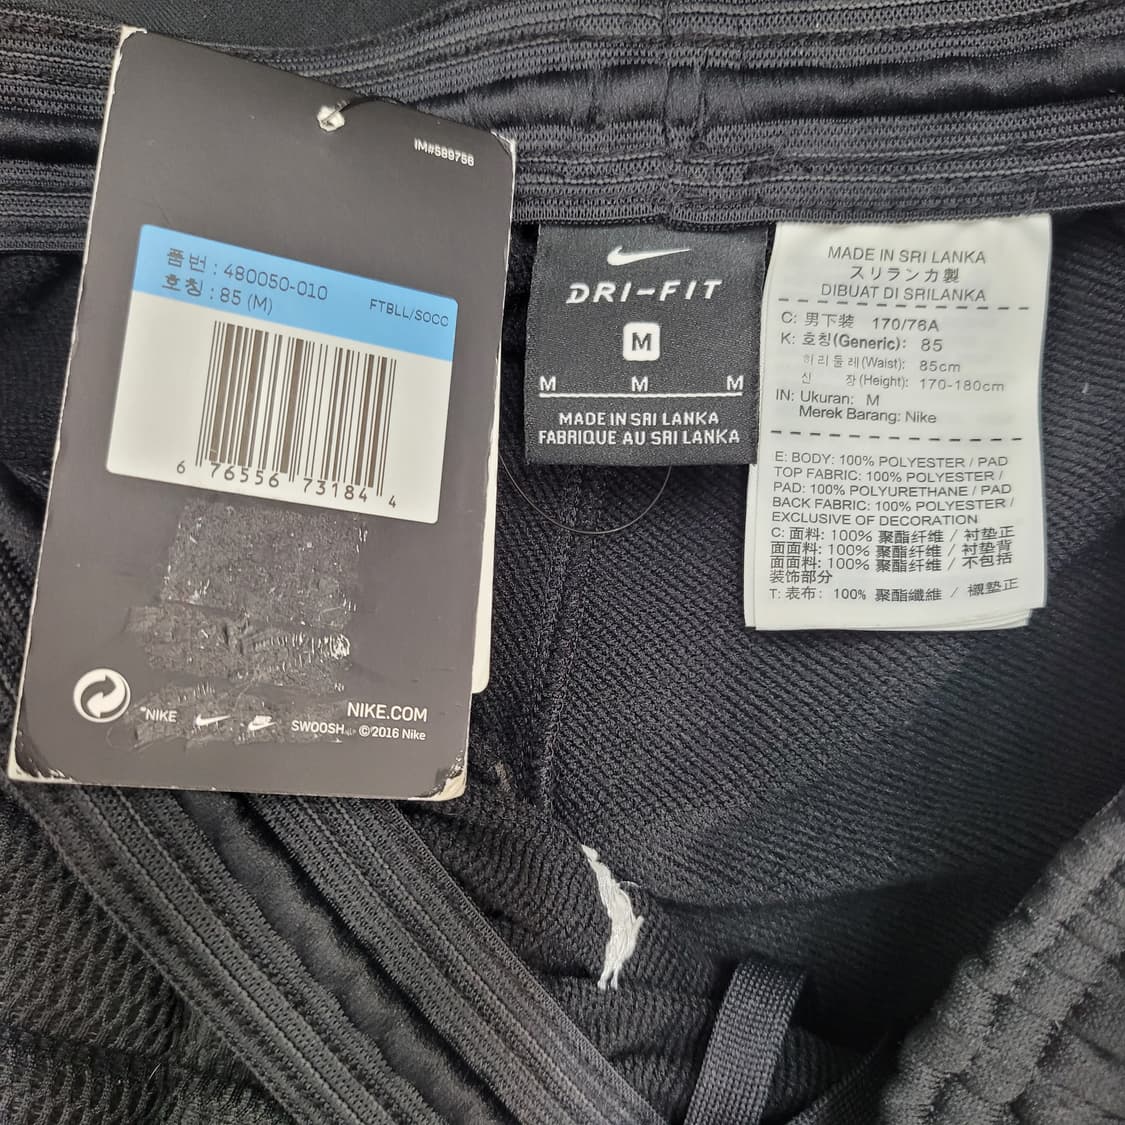 IM#589756
품번 : 480050-010
호칭 : 85 (M)
FTBLL/SOCC
6 76556 73184 4
NIKE.COM
NIKE
SWOOSH
©2016 Nike
DRI-FIT
M
M M M
MADE IN SRI LANKA
FABRIQUE AU SRI LANKA
MADE IN SRI LANKA
スリランカ製
DIBUAT DI SRILANKA
C: 男下装 170/76A
K: 호칭(Generic): 85
허리둘레(Waist): 85cm
신 장(Height): 170-180cm
IN: Ukuran: M
Merek Barang: Nike
E: BODY: 100% POLYESTER / PAD
TOP FABRIC: 100% POLYESTER /
PAD: 100% POLYURETHANE / PAD
BACK FABRIC: 100% POLYESTER /
EXCLUSIVE OF DECORATION
C: 面料: 100% 聚酯纤维 / 衬垫正
面面料: 100% 聚酯纤维 / 衬垫背
面面料: 100% 聚酯纤维 / 不包括
装饰部分
T: 表布: 100% 聚酯纖維 / 襯墊正